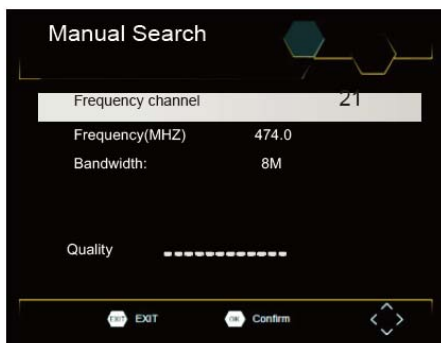 Manual Search
Frequency channel 21
Frequency(MHZ) 474.0
Bandwidth: 8M
Quality
EXIT EXIT OK Confirm